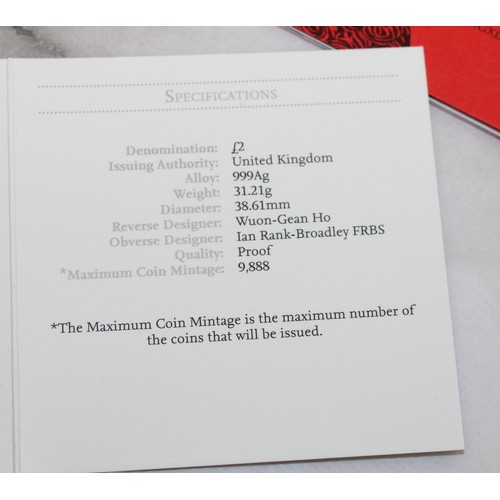 SPECIFICATIONS
Denomination: £2
Issuing Authority: United Kingdom
Alloy: 999Ag
Weight: 31.21g
Diameter: 38.61mm
Reverse Designer: Wuon-Gean Ho
Obverse Designer: Ian Rank-Broadley FRBS
Quality: Proof
*Maximum Coin Mintage: 9,888
*The Maximum Coin Mintage is the maximum number of
the coins that will be issued.